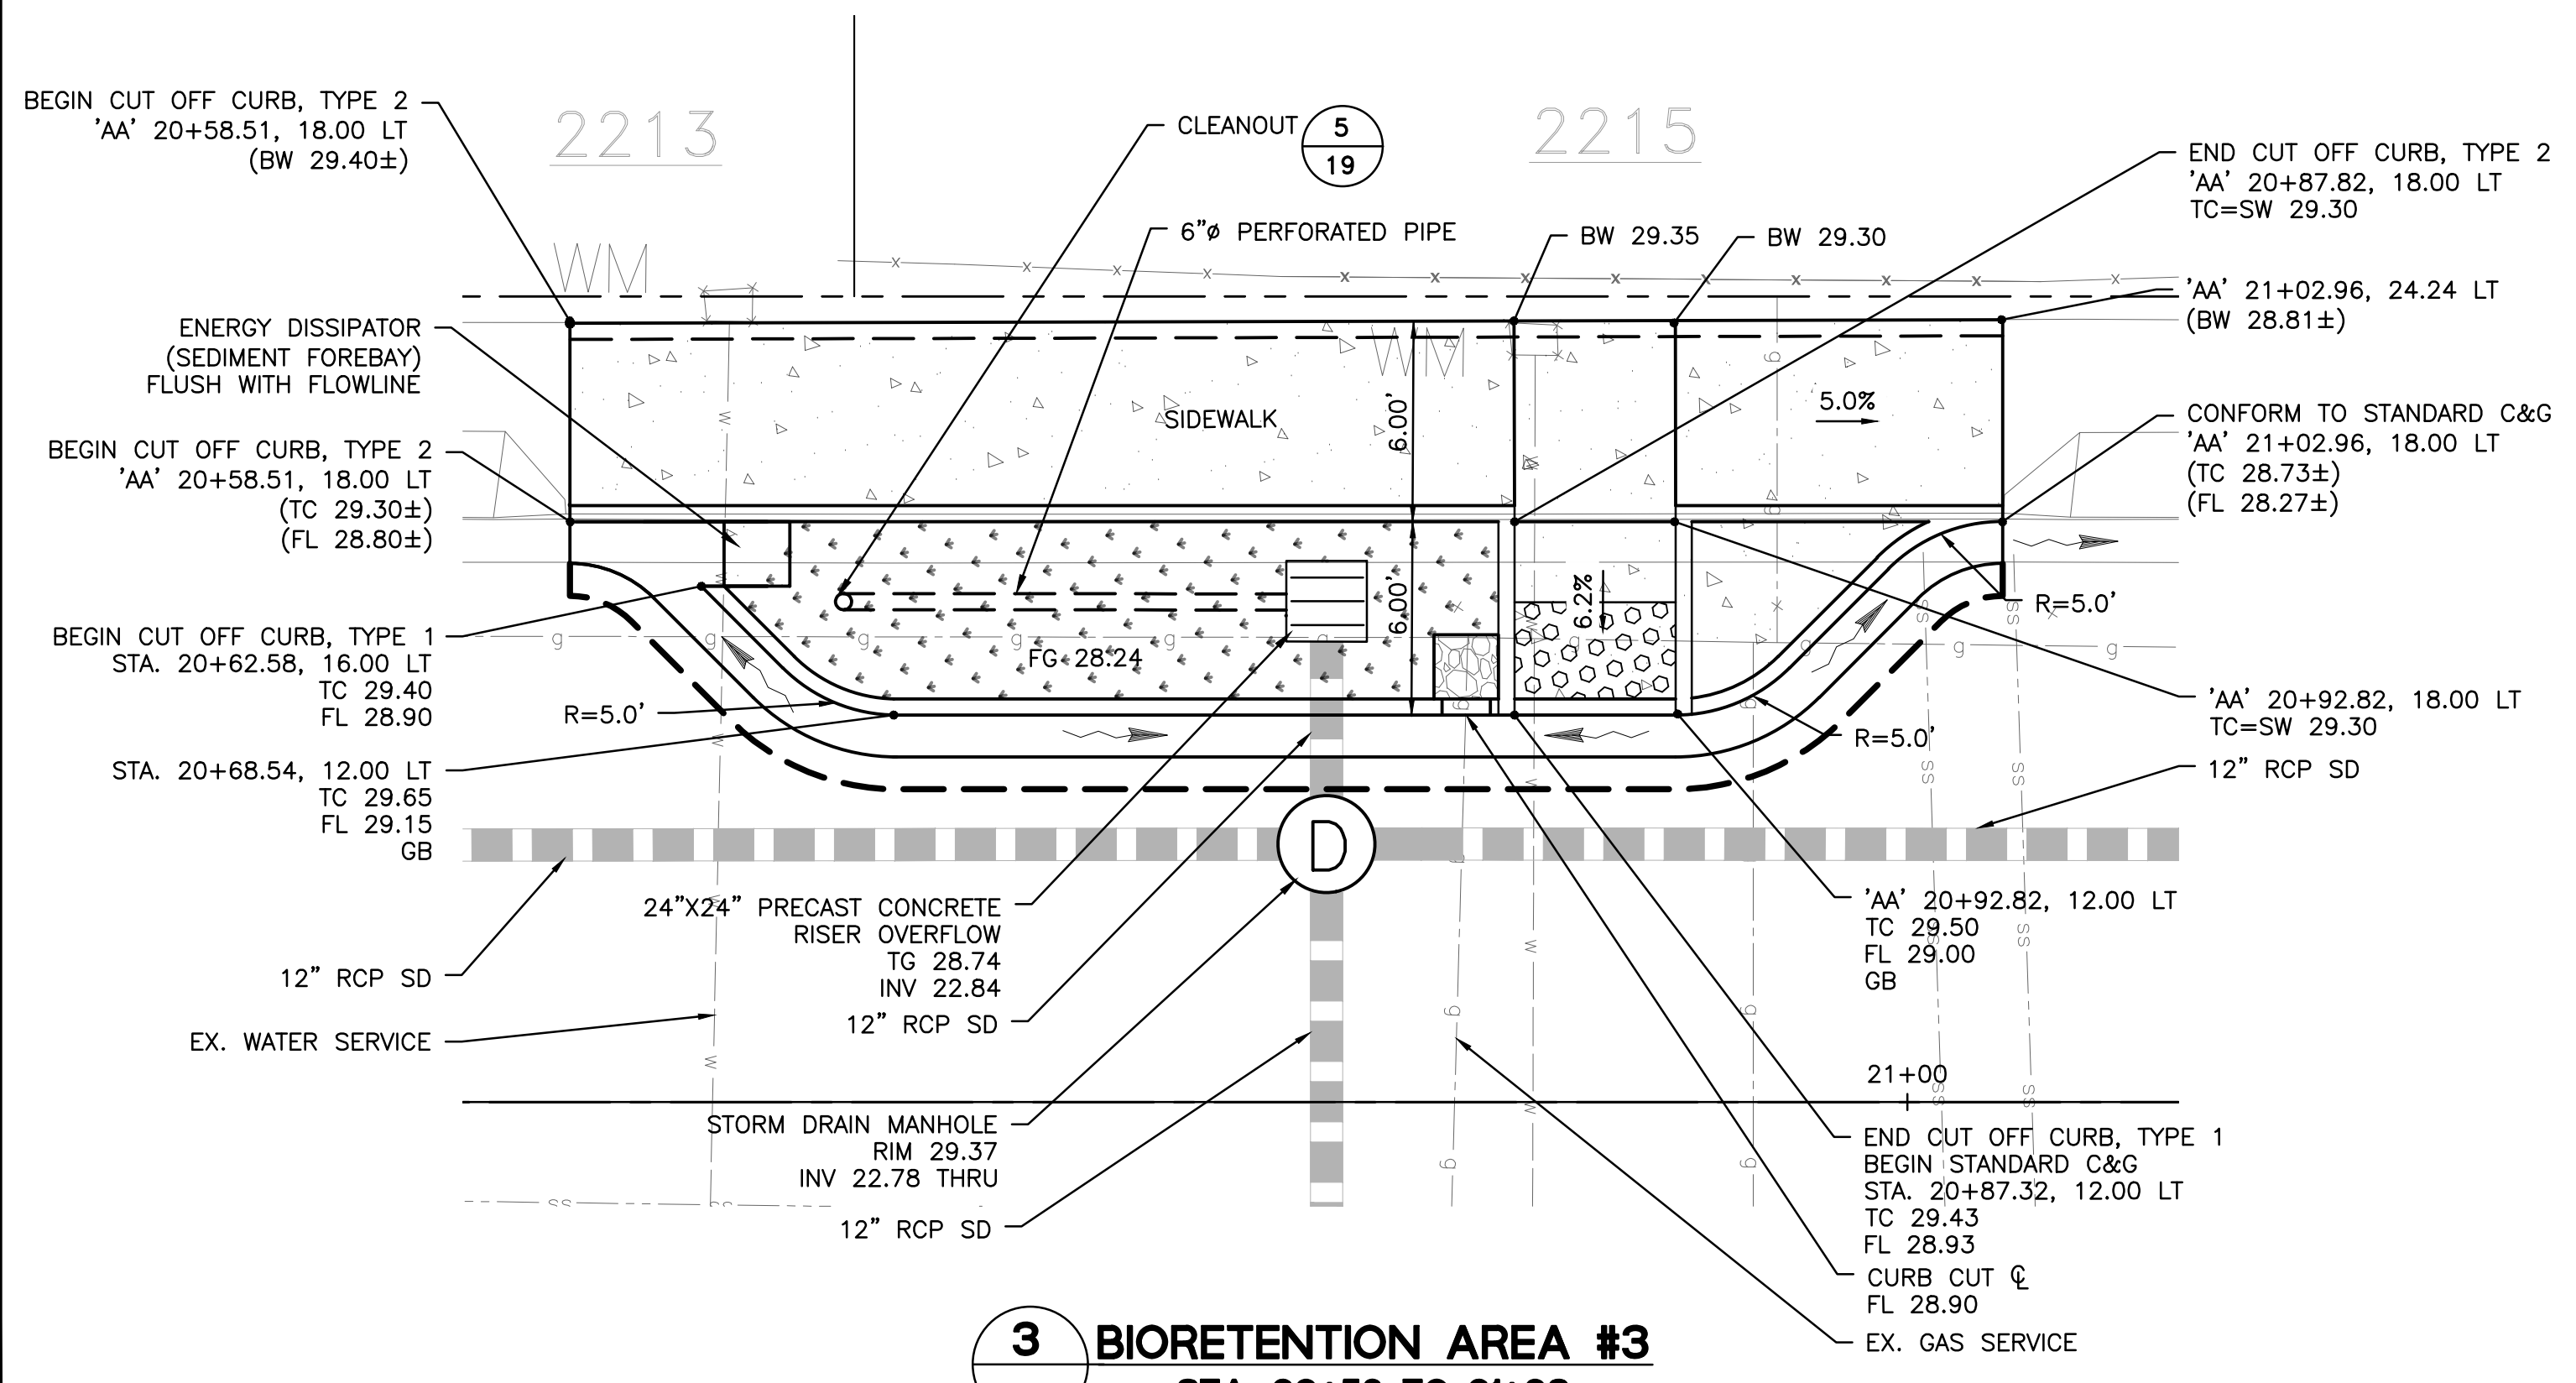 BEGIN CUT OFF CURB, TYPE 2
'AA' 20+58.51, 18.00 LT
(BW 29.40±)
2213
CLEANOUT
5
19
2215
6"ø PERFORATED PIPE
BW 29.35
BW 29.30
END CUT OFF CURB, TYPE 2
'AA' 20+87.82, 18.00 LT
TC=SW 29.30
WM
'AA' 21+02.96, 24.24 LT
(BW 28.81±)
ENERGY DISSIPATOR
(SEDIMENT FOREBAY)
FLUSH WITH FLOWLINE
WM
SIDEWALK
6.00'
5.0%
CONFORM TO STANDARD C&G
'AA' 21+02.96, 18.00 LT
(TC 28.73±)
(FL 28.27±)
BEGIN CUT OFF CURB, TYPE 2
'AA' 20+58.51, 18.00 LT
(TC 29.30±)
(FL 28.80±)
6.00'
6.2%
R=5.0'
BEGIN CUT OFF CURB, TYPE 1
STA. 20+62.58, 16.00 LT
TC 29.40
FL 28.90
FG 28.24
R=5.0'
R=5.0'
'AA' 20+92.82, 18.00 LT
TC=SW 29.30
STA. 20+68.54, 12.00 LT
TC 29.65
FL 29.15
GB
12" RCP SD
D
24"X24" PRECAST CONCRETE
RISER OVERFLOW
TG 28.74
INV 22.84
12" RCP SD
'AA' 20+92.82, 12.00 LT
TC 29.50
FL 29.00
GB
12" RCP SD
EX. WATER SERVICE
21+00
STORM DRAIN MANHOLE
RIM 29.37
INV 22.78 THRU
12" RCP SD
END CUT OFF CURB, TYPE 1
BEGIN STANDARD C&G
STA. 20+87.32, 12.00 LT
TC 29.43
FL 28.93
CURB CUT ℄
FL 28.90
EX. GAS SERVICE
3
BIORETENTION AREA #3